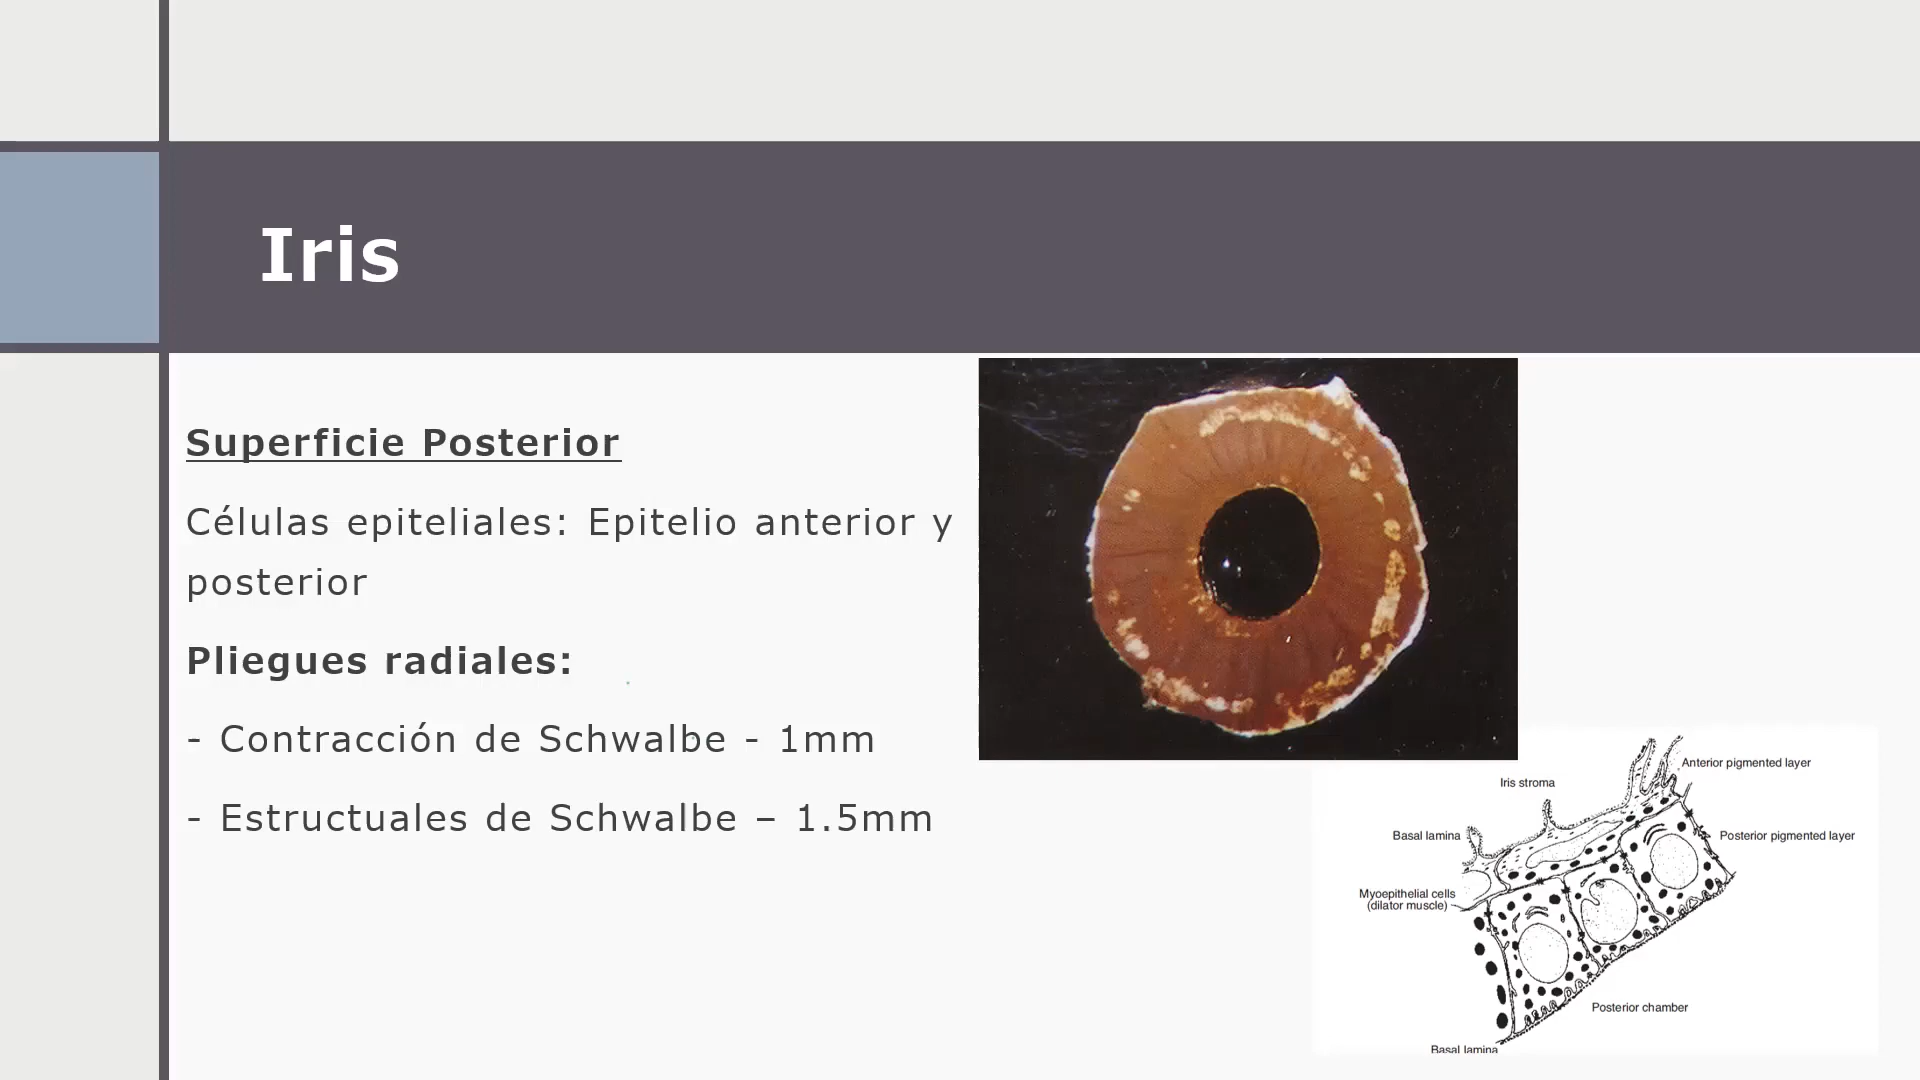 Iris
Superficie Posterior
Células epiteliales: Epitelio anterior y
posterior
Pliegues radiales:
- Contracción de Schwalbe - 1mm
- Estructuales de Schwalbe – 1.5mm
Anterior pigmented layer
Iris stroma
Basal lamina
Posterior pigmented layer
Myoepithelial cells
(dilator muscle)
Posterior chamber
Basal lamina